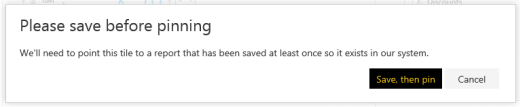 Discounts
Please save before pinning
We'll need to point this tile to a report that has been saved at least once so it exists in our system.
Save, then pin
Cancel